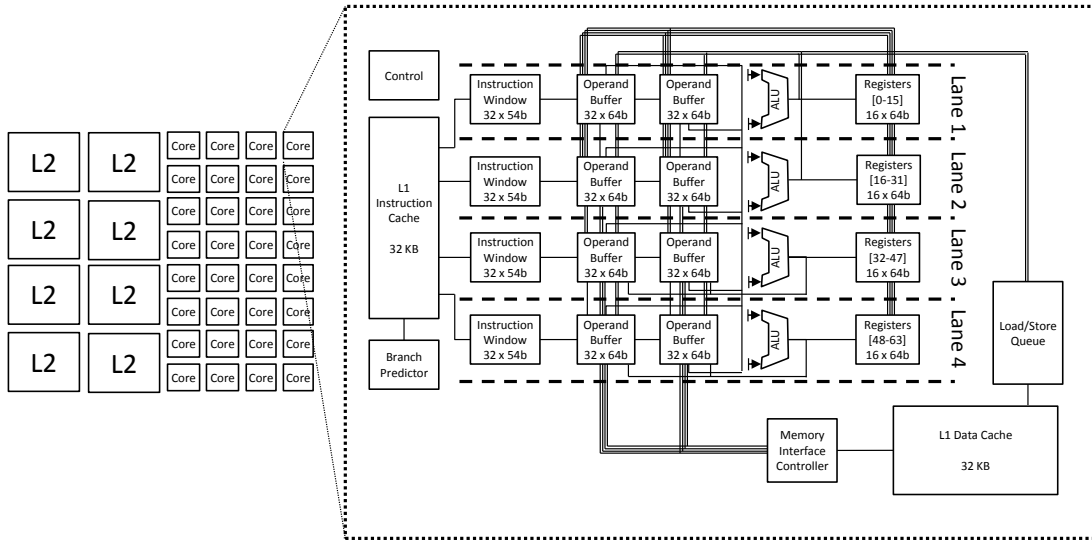 L2
L2
Core
Core
Core
Core
Core
Core
Core
Core
L2
L2
Core
Core
Core
Core
Core
Core
Core
Core
L2
L2
Core
Core
Core
Core
Core
Core
Core
Core
L2
L2
Core
Core
Core
Core
Core
Core
Core
Core
Control
L1
Instruction
Cache
32 KB
Branch
Predictor
Instruction
Window
32 x 54b
Operand
Buffer
32 x 64b
Operand
Buffer
32 x 64b
ALU
Registers
[0-15]
16 x 64b
Lane 1
Instruction
Window
32 x 54b
Operand
Buffer
32 x 64b
Operand
Buffer
32 x 64b
ALU
Registers
[16-31]
16 x 64b
Lane 2
Instruction
Window
32 x 54b
Operand
Buffer
32 x 64b
Operand
Buffer
32 x 64b
ALU
Registers
[32-47]
16 x 64b
Lane 3
Instruction
Window
32 x 54b
Operand
Buffer
32 x 64b
Operand
Buffer
32 x 64b
ALU
Registers
[48-63]
16 x 64b
Lane 4
Load/Store
Queue
Memory
Interface
Controller
L1 Data Cache
32 KB